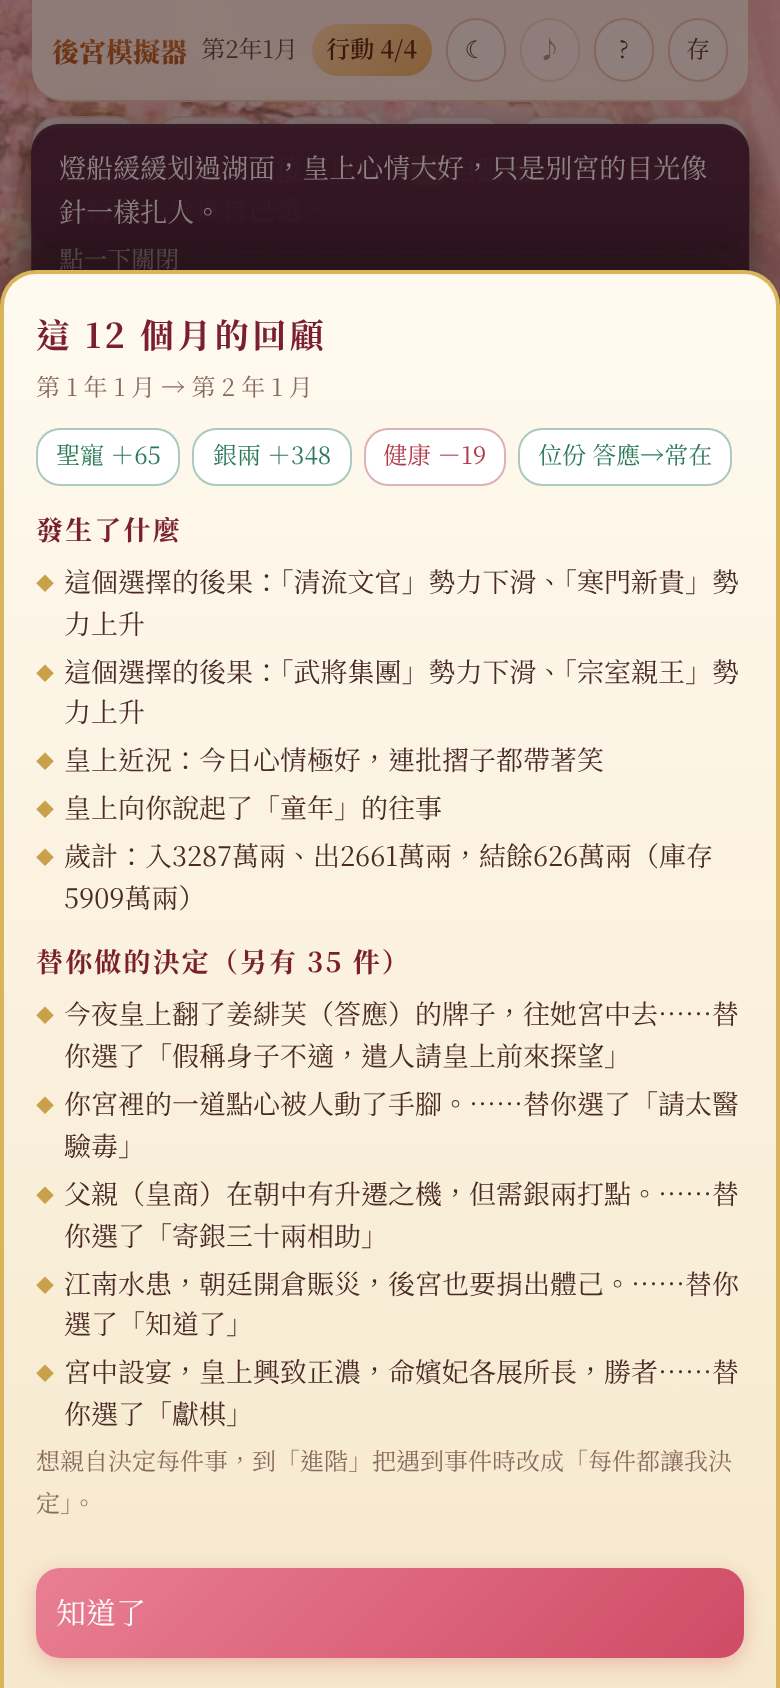 後宮模擬器 第2年1月 行動 4/4 ☾ ♪ ? 存
燈船緩緩划過湖面，皇上心情大好，只是別宮的目光像
針一樣扎人。
點一下關閉
這 12 個月的回顧
第 1 年 1 月 → 第 2 年 1 月
聖寵 ＋65 銀兩 ＋348 健康 －19 位份 答應→常在
發生了什麼
◆ 這個選擇的後果：「清流文官」勢力下滑、「寒門新貴」勢
力上升
◆ 這個選擇的後果：「武將集團」勢力下滑、「宗室親王」勢
力上升
◆ 皇上近況：今日心情極好，連批摺子都帶著笑
◆ 皇上向你說起了「童年」的往事
◆ 歲計：入3287萬兩、出2661萬兩，結餘626萬兩（庫存
5909萬兩）
替你做的決定（另有 35 件）
◆ 今夜皇上翻了姜緋芙（答應）的牌子，往她宮中去……替
你選了「假稱身子不適，遣人請皇上前來探望」
◆ 你宮裡的一道點心被人動了手腳。……替你選了「請太醫
驗毒」
◆ 父親（皇商）在朝中有升遷之機，但需銀兩打點。……替
你選了「寄銀三十兩相助」
◆ 江南水患，朝廷開倉賑災，後宮也要捐出體己。……替你
選了「知道了」
◆ 宮中設宴，皇上興致正濃，命嬪妃各展所長，勝者……替
你選了「獻棋」
想親自決定每件事，到「進階」把遇到事件時改成「每件都讓我決
定」。
知道了